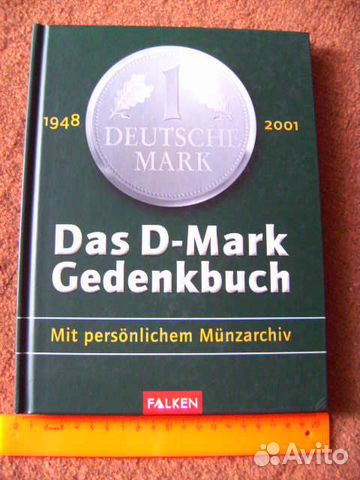 1
DEUTSCHE
MARK
1948
2001
Das D-Mark
Gedenkbuch
Mit persönlichem Münzarchiv
FALKEN
Avito